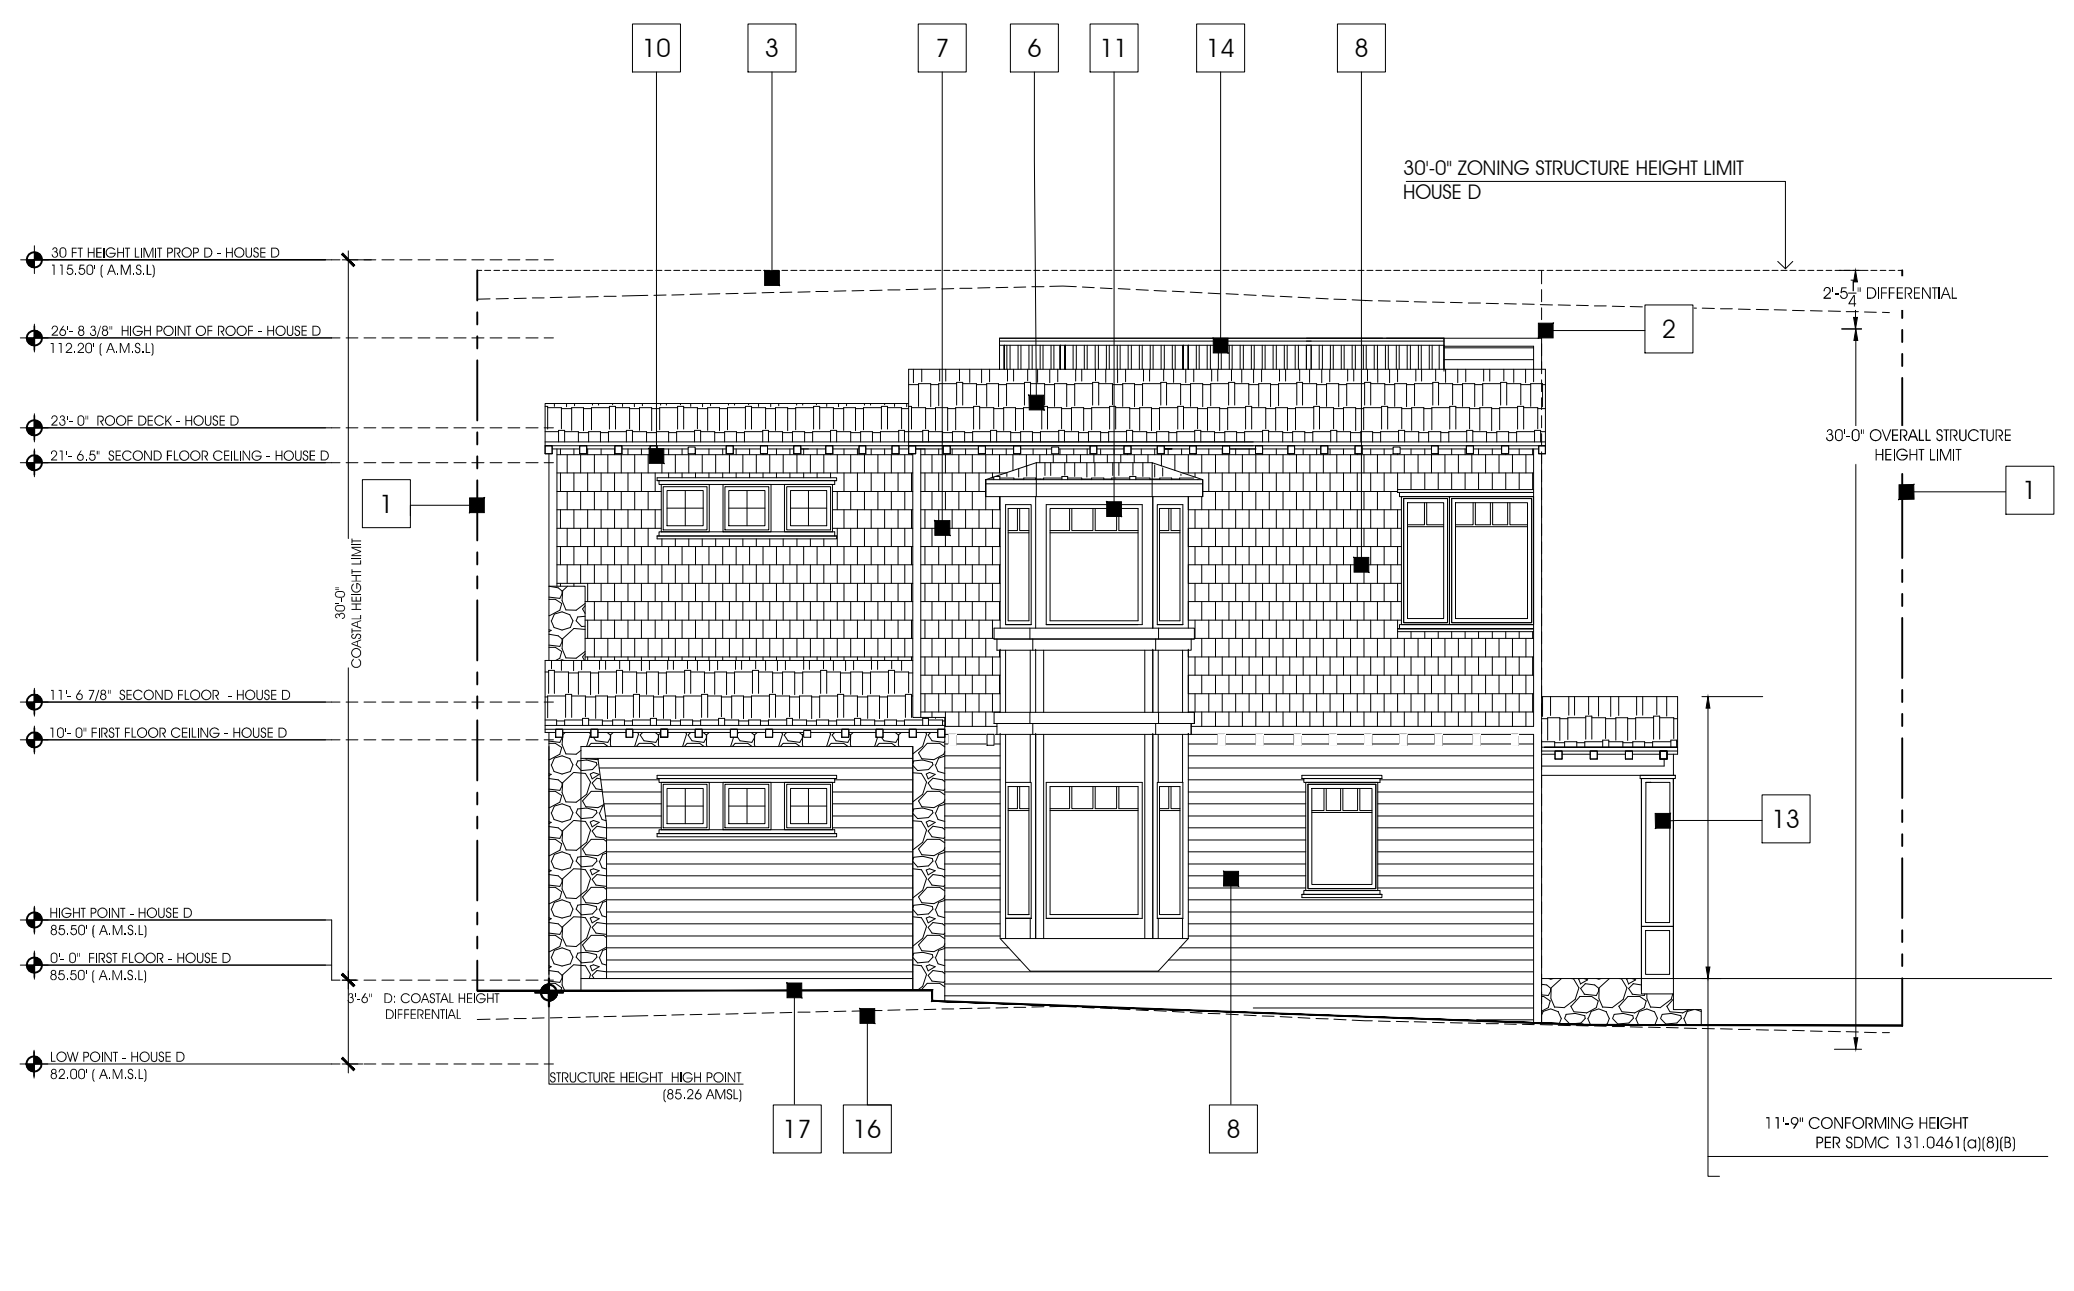 10
3
7
6
11
14
8
30'-0" ZONING STRUCTURE HEIGHT LIMIT
HOUSE D
30 FT HEIGHT LIMIT PROP D - HOUSE D
115.50' ( A.M.S.L)
2'-5 1/4" DIFFERENTIAL
26'- 8 3/8" HIGH POINT OF ROOF - HOUSE D
112.20' ( A.M.S.L)
2
23'- 0" ROOF DECK - HOUSE D
30'-0" OVERALL STRUCTURE
HEIGHT LIMIT
21'- 6.5" SECOND FLOOR CEILING - HOUSE D
1
1
30'-0"
COASTAL HEIGHT LIMIT
11'- 6 7/8" SECOND FLOOR - HOUSE D
10'- 0" FIRST FLOOR CEILING - HOUSE D
13
8
HIGHT POINT - HOUSE D
85.50' ( A.M.S.L)
0'- 0" FIRST FLOOR - HOUSE D
85.50' ( A.M.S.L)
3'-6" D: COASTAL HEIGHT
DIFFERENTIAL
LOW POINT - HOUSE D
82.00' ( A.M.S.L)
STRUCTURE HEIGHT HIGH POINT
(85.26 AMSL)
17
16
11'-9" CONFORMING HEIGHT
PER SDMC 131.0461(a)(8)(B)